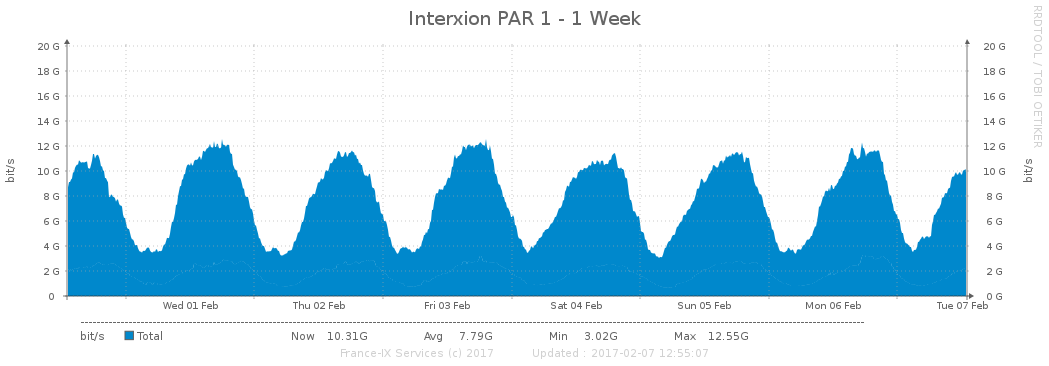 Interxion PAR 1 - 1 Week
RRDTOOL / TOBI OETIKER
bit/s
20 G 20 G
18 G 18 G
16 G 16 G
14 G 14 G
12 G 12 G
10 G 10 G
8 G 8 G
6 G 6 G
4 G 4 G
2 G 2 G
0 0 G
bit/s
Wed 01 Feb Thu 02 Feb Fri 03 Feb Sat 04 Feb Sun 05 Feb Mon 06 Feb Tue 07 Feb
bit/s Total Now 10.31G Avg 7.79G Min 3.02G Max 12.55G
France-IX Services (c) 2017 Updated : 2017-02-07 12:55:07